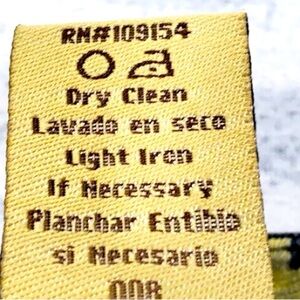 RN#109154
Dry Clean
Lavado en seco
Light Iron
If Necessary
Planchar Entibio
si Necesario
008